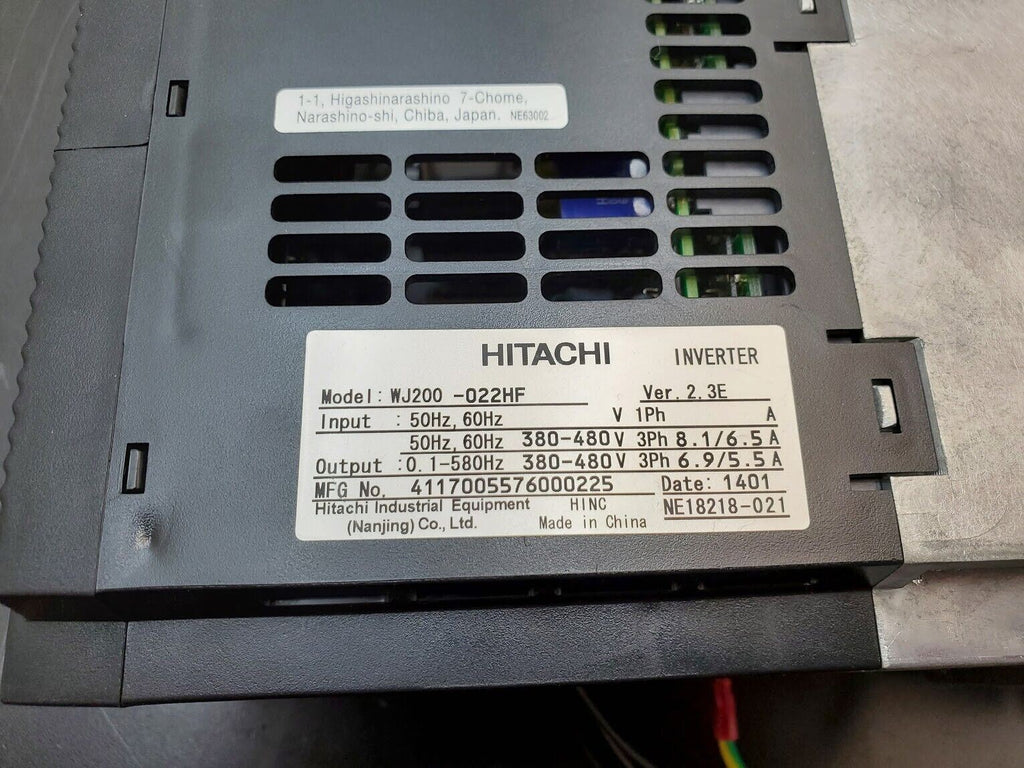 1-1, Higashinarashino 7-Chome,
Narashino-shi, Chiba, Japan. NE63002
HITACHI INVERTER
Model: WJ200 -022HF Ver. 2.3E
Input : 50Hz, 60Hz V 1Ph A
50Hz, 60Hz 380-480 V 3Ph 8.1/6.5 A
Output : 0.1-580Hz 380-480 V 3Ph 6.9/5.5 A
MFG No. 4117005576000225 Date: 1401
Hitachi Industrial Equipment HINC NE18218-021
(Nanjing) Co., Ltd. Made in China